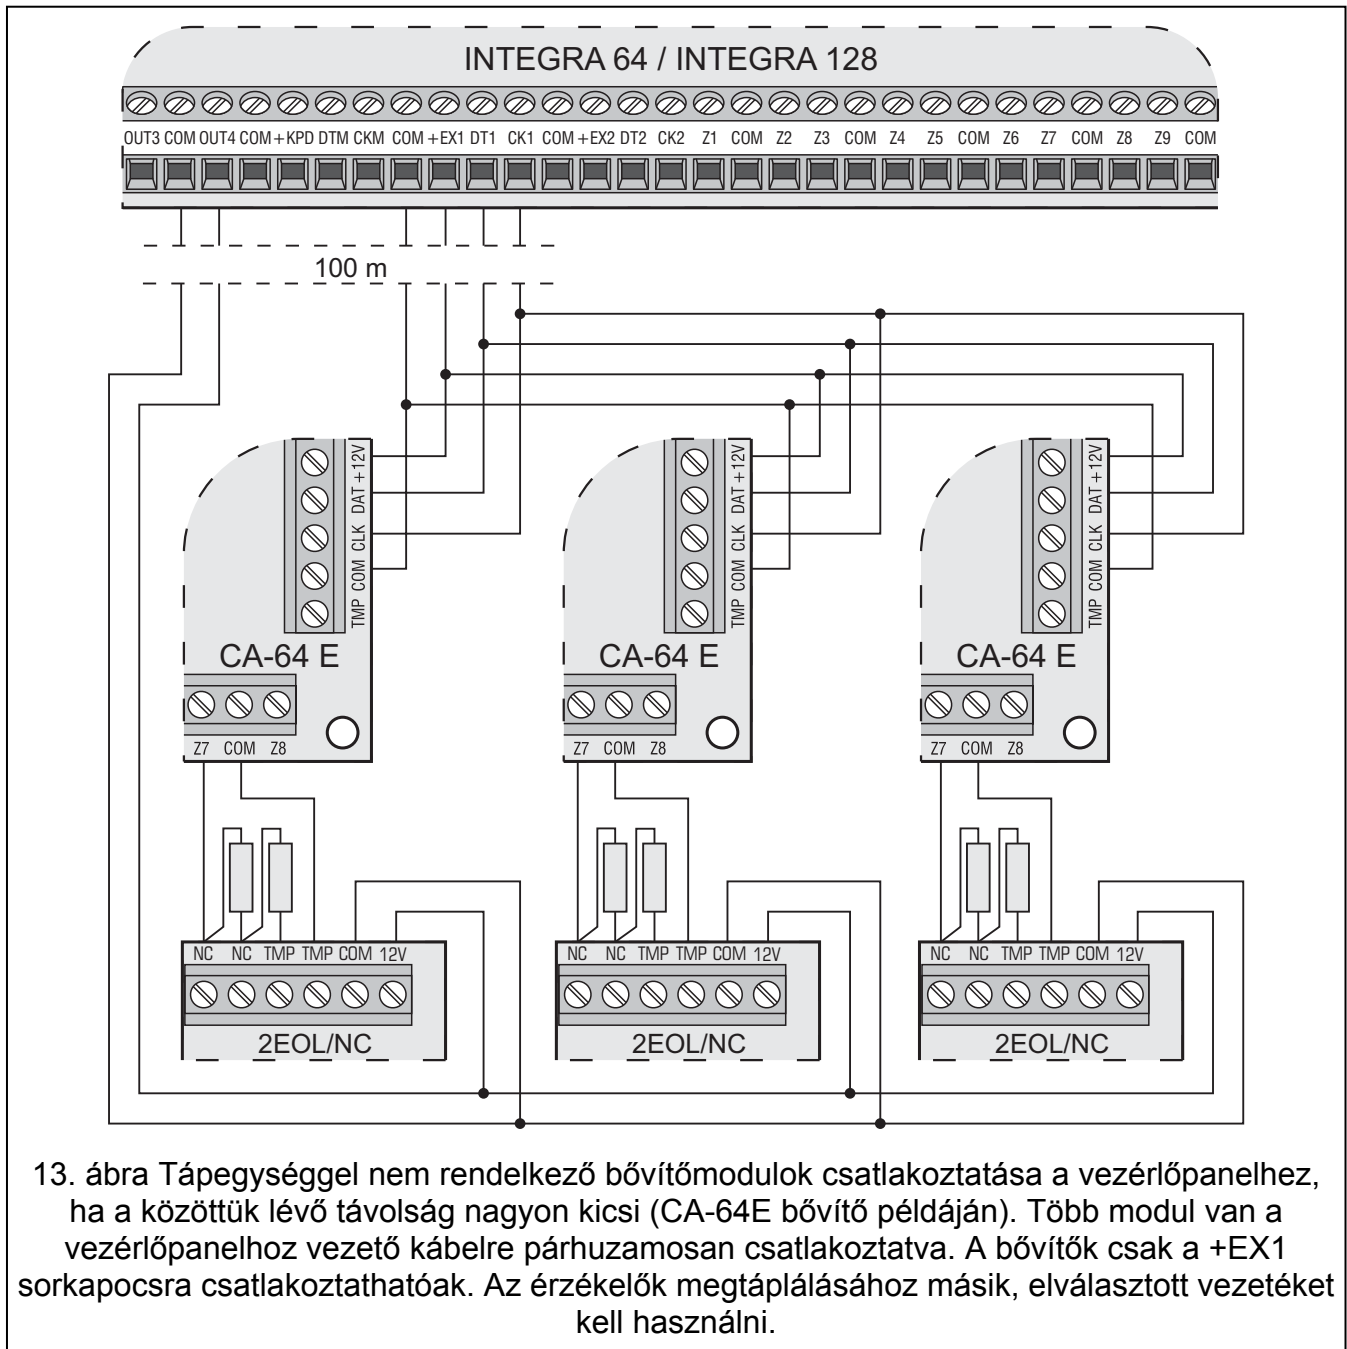 INTEGRA 64 / INTEGRA 128
OUT3 COM OUT4 COM +KPD DTM CKM COM +EX1 DT1 CK1 COM +EX2 DT2 CK2 Z1 COM Z2 Z3 COM Z4 Z5 COM Z6 Z7 COM Z8 Z9 COM
100 m
TMP COM CLK DAT +12V
CA-64 E
Z7 COM Z8
TMP COM CLK DAT +12V
CA-64 E
Z7 COM Z8
TMP COM CLK DAT +12V
CA-64 E
Z7 COM Z8
NC NC TMP TMP COM 12V
2EOL/NC
NC NC TMP TMP COM 12V
2EOL/NC
NC NC TMP TMP COM 12V
2EOL/NC
13. ábra Tápegységgel nem rendelkező bővítőmodulok csatlakoztatása a vezérlőpanelhez,
ha a közöttük lévő távolság nagyon kicsi (CA-64E bővítő példáján). Több modul van a
vezérlőpanelhoz vezető kábelre párhuzamosan csatlakoztatva. A bővítők csak a +EX1
sorkapocsra csatlakoztathatóak. Az érzékelők megtáplálásához másik, elválasztott vezetéket
kell használni.